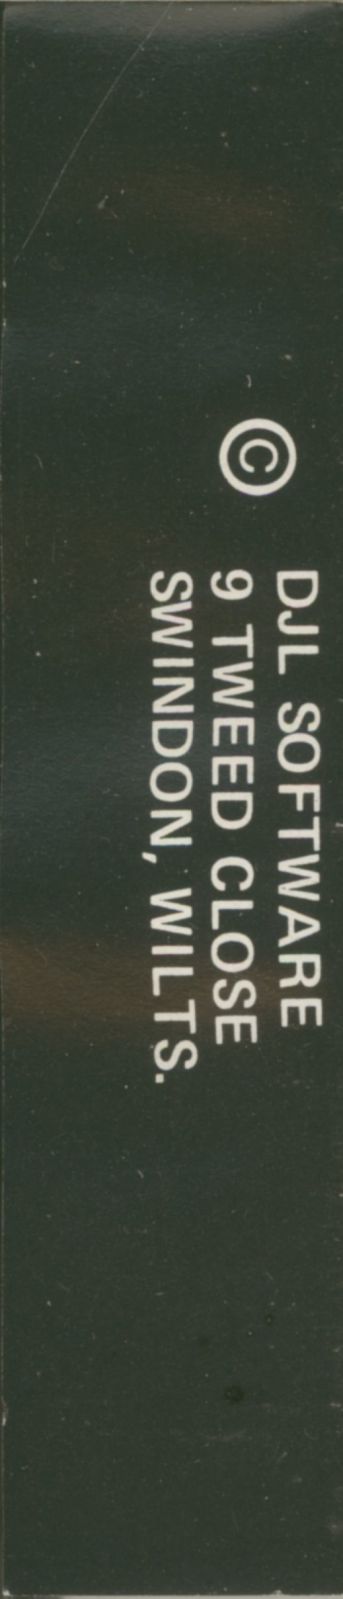 © DJL SOFTWARE
9 TWEED CLOSE
SWINDON, WILTS.